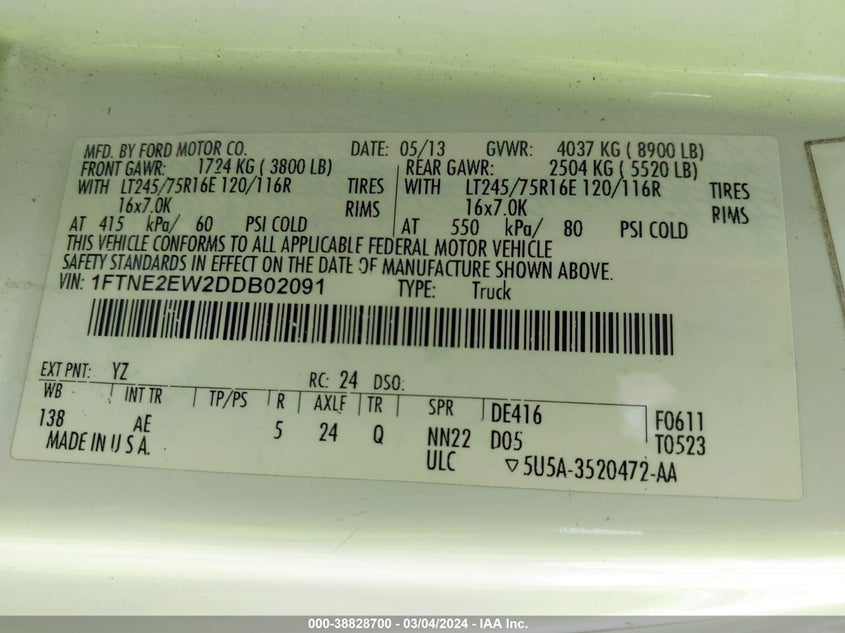 MFD. BY FORD MOTOR CO. DATE: 05/13 GVWR: 4037 KG ( 8900 LB)
FRONT GAWR: 1724 KG ( 3800 LB) REAR GAWR: 2504 KG ( 5520 LB)
WITH LT245/75R16E 120/116R TIRES WITH LT245/75R16E 120/116R TIRES
16x7.0K RIMS 16x7.0K RIMS
AT 415 kPa/ 60 PSI COLD AT 550 kPa/ 80 PSI COLD
THIS VEHICLE CONFORMS TO ALL APPLICABLE FEDERAL MOTOR VEHICLE
SAFETY STANDARDS IN EFFECT ON THE DATE OF MANUFACTURE SHOWN ABOVE.
VIN: 1FTNE2EW2DDB02091 TYPE: Truck
EXT PNT: YZ RC: 24 DSO:
WB INT TR TP/PS R AXLE TR SPR DE416 F0611
138 AE 5 24 Q NN22 D05 T0523
MADE IN U S A. ULC ▽5U5A-3520472-AA
000-38828700 - 03/04/2024 - IAA Inc.